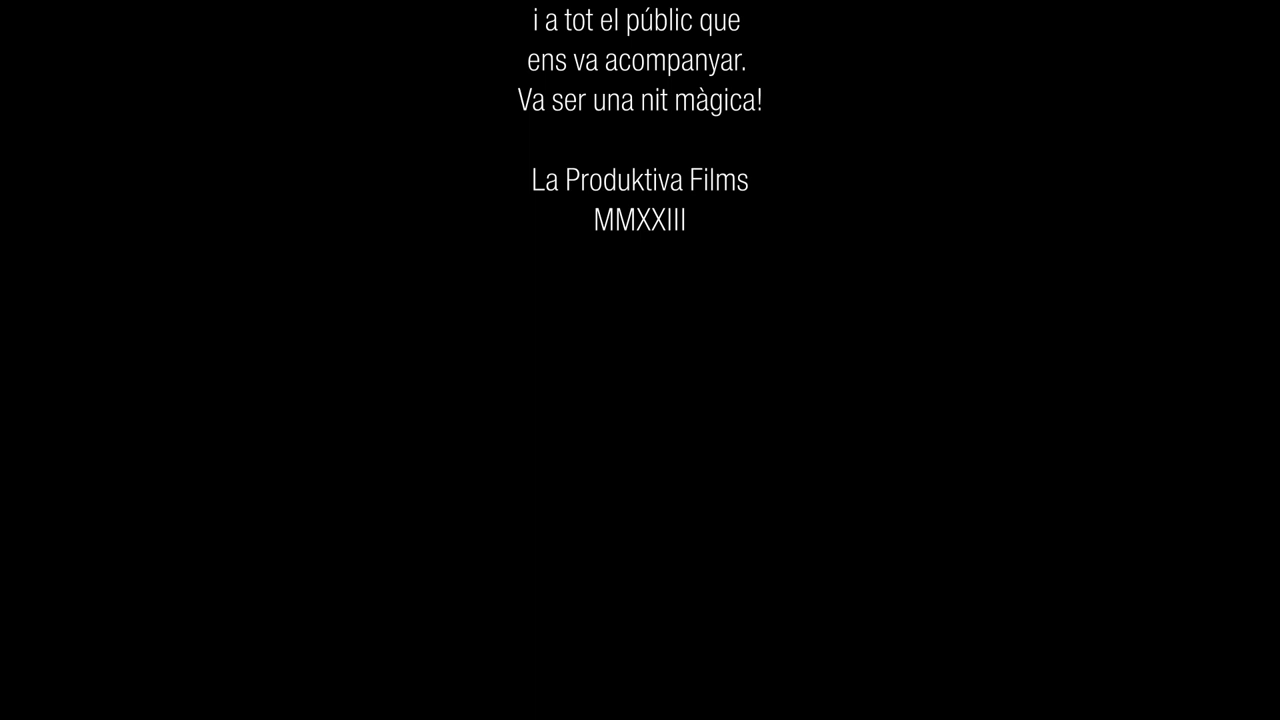 i a tot el públic que
ens va acompanyar.
Va ser una nit màgica!
La Produktiva Films
MMXXIII